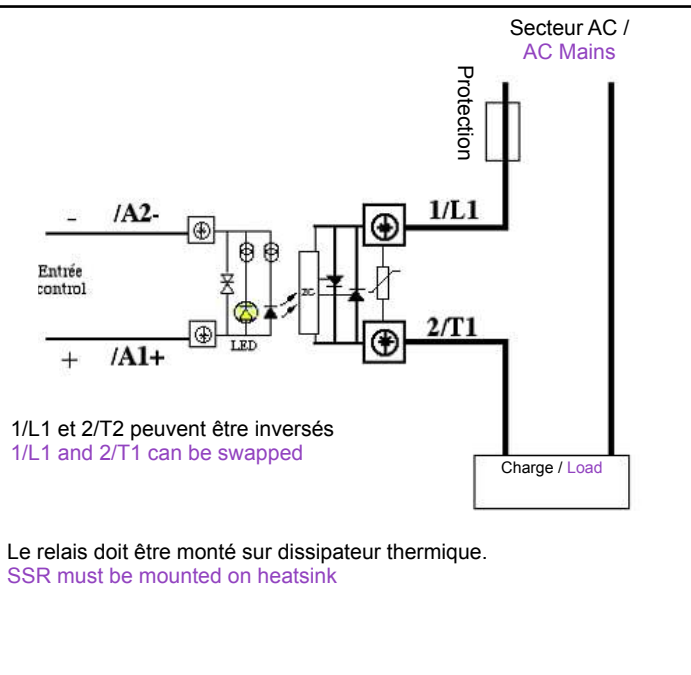 Secteur AC /
AC Mains
Protection
– /A2-
1/L1
Entrée
control
ZC
LED
2/T1
+ /A1+
1/L1 et 2/T2 peuvent être inversés
1/L1 and 2/T1 can be swapped
Charge / Load
Le relais doit être monté sur dissipateur thermique.
SSR must be mounted on heatsink